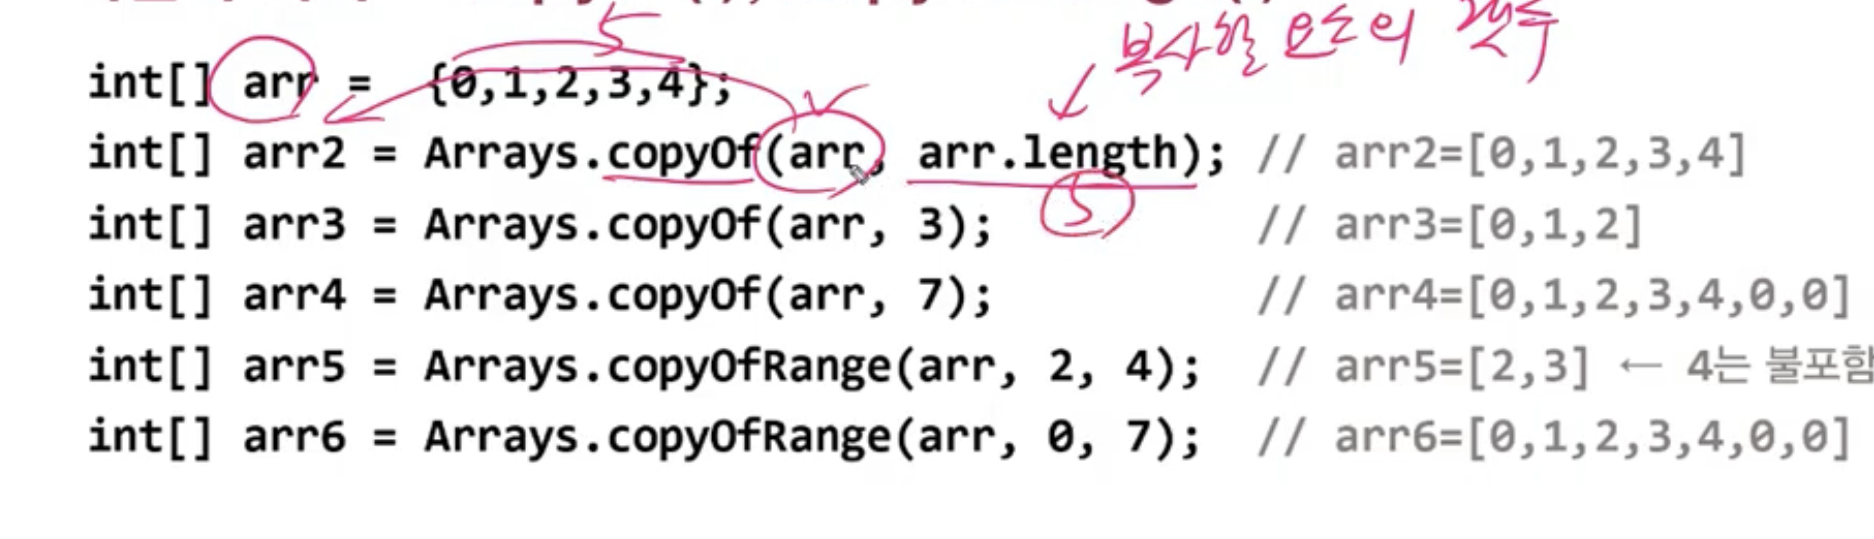 5
복사할 요소의 갯수
int[] arr = {0,1,2,3,4};
int[] arr2 = Arrays.copyOf(arr, arr.length); // arr2=[0,1,2,3,4]
5
int[] arr3 = Arrays.copyOf(arr, 3); // arr3=[0,1,2]
int[] arr4 = Arrays.copyOf(arr, 7); // arr4=[0,1,2,3,4,0,0]
int[] arr5 = Arrays.copyOfRange(arr, 2, 4); // arr5=[2,3] ← 4는 불포함
int[] arr6 = Arrays.copyOfRange(arr, 0, 7); // arr6=[0,1,2,3,4,0,0]